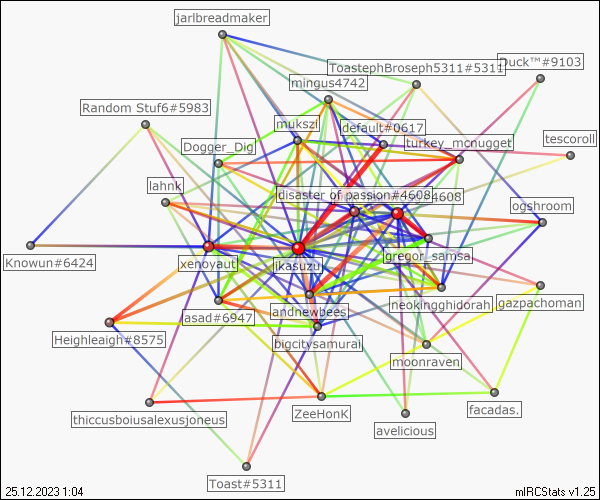 jarlbreadmaker
ToastephBroseph5311#5311
Duck™#9103
mingus4742
Random Stuf6#5983
mukszi
default#0617
turkey_mcnugget
tescoroll
Dogger_Dig
lahnk
disaster of passion#4608
4608
ogshroom
Knowun#6424
xenoyaut
jkasuzu
gregor_samsa
asad#6947
andnewbees
neokingghidorah
gazpachoman
Heighleaigh#8575
bigcitysamurai
moonraven
thiccusboiusalexusjoneus
ZeeHonK
avelicious
facadas.
Toast#5311
25.12.2023 1:04
mIRCStats v1.25